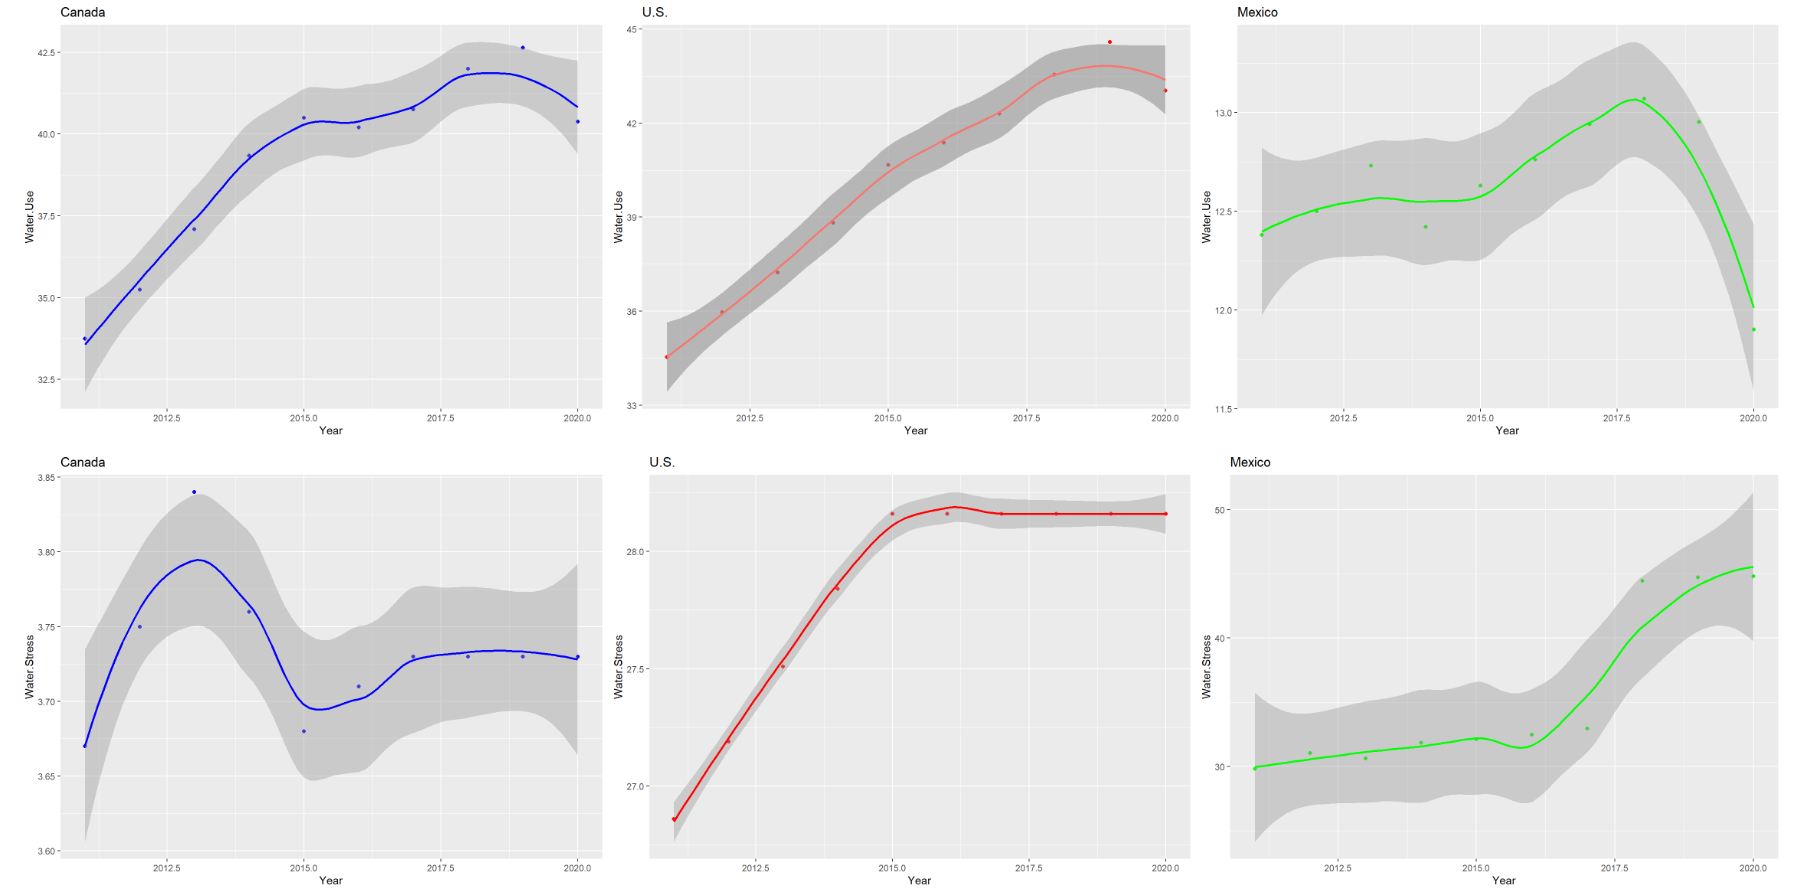 Canada
U.S.
Mexico
Water.Use
42.5
40.0
37.5
35.0
32.5
2012.5 2015.0 2017.5 2020.0
Year
Water.Use
45
42
39
36
33
2012.5 2015.0 2017.5 2020.0
Year
Water.Use
13.0
12.5
12.0
11.5
2012.5 2015.0 2017.5 2020.0
Year
Canada
U.S.
Mexico
Water.Stress
3.85
3.80
3.75
3.70
3.65
3.60
2012.5 2015.0 2017.5 2020.0
Year
Water.Stress
28.0
27.5
27.0
2012.5 2015.0 2017.5 2020.0
Year
Water.Stress
50
40
30
2012.5 2015.0 2017.5 2020.0
Year